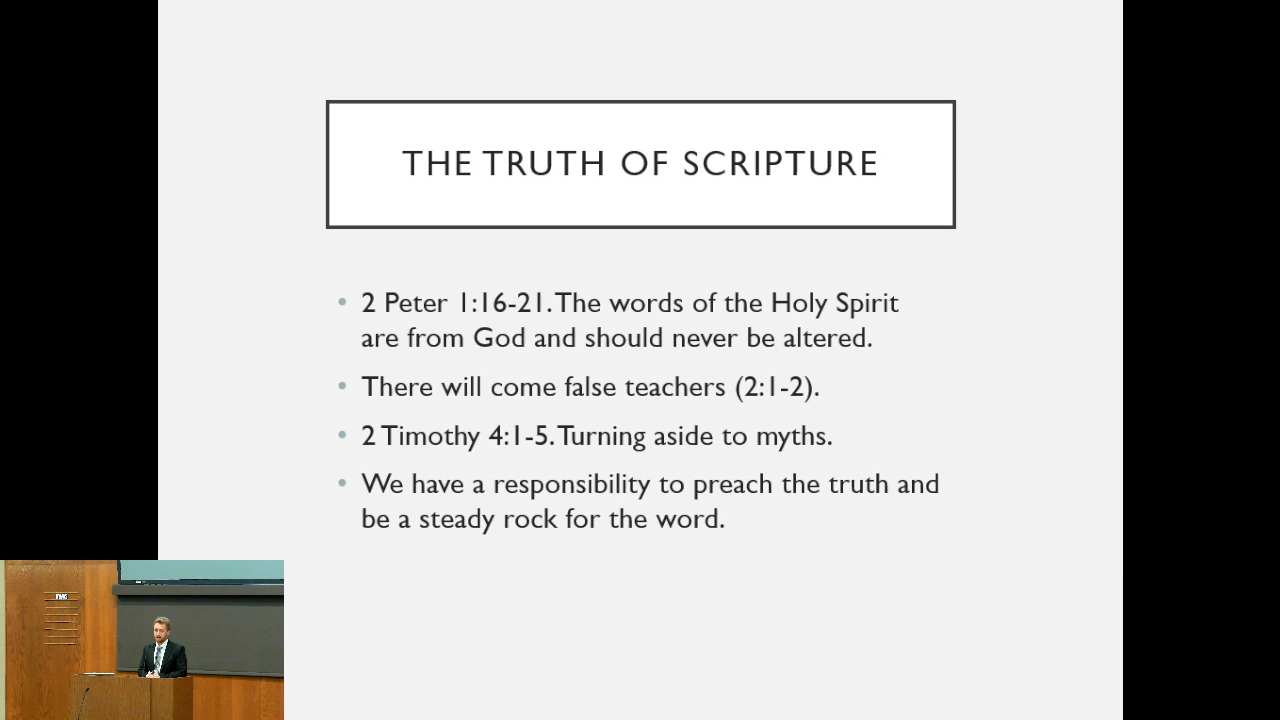 THE TRUTH OF SCRIPTURE
• 2 Peter 1:16-21. The words of the Holy Spirit
are from God and should never be altered.
• There will come false teachers (2:1-2).
• 2 Timothy 4:1-5. Turning aside to myths.
• We have a responsibility to preach the truth and
be a steady rock for the word.